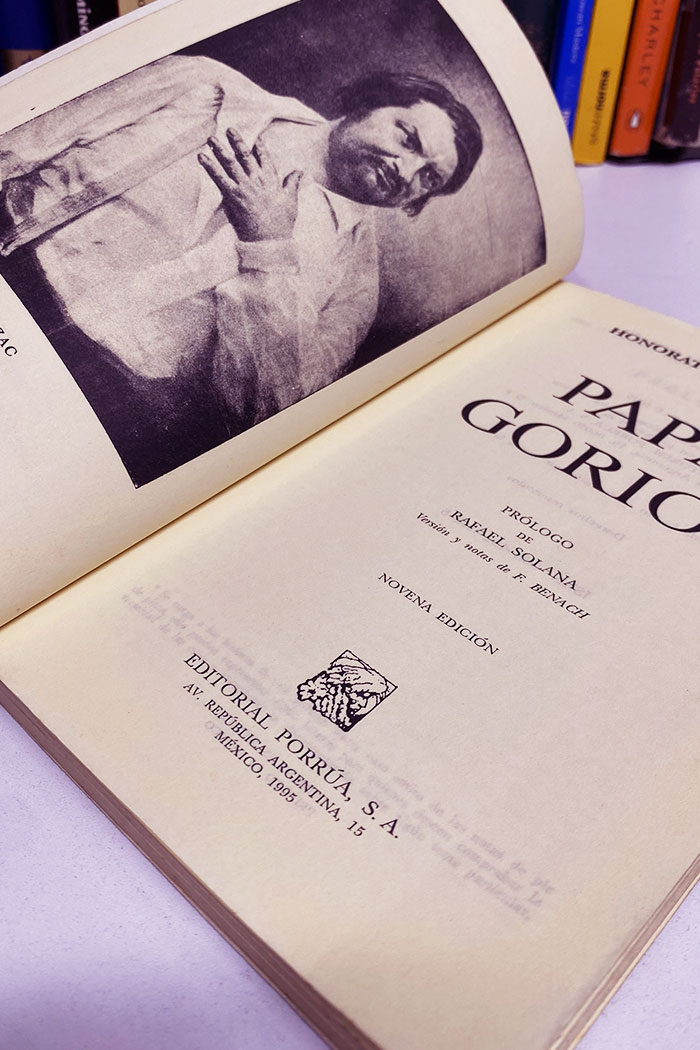 MING
CHARLEY
ZAC
HONORAT
PAPÁ
GORIO
PRÓLOGO
DE
RAFAEL SOLANA
Versión y notas de F. BENACH
NOVENA EDICIÓN
EDITORIAL PORRÚA, S. A.
AV. REPÚBLICA ARGENTINA, 15
MÉXICO, 1995